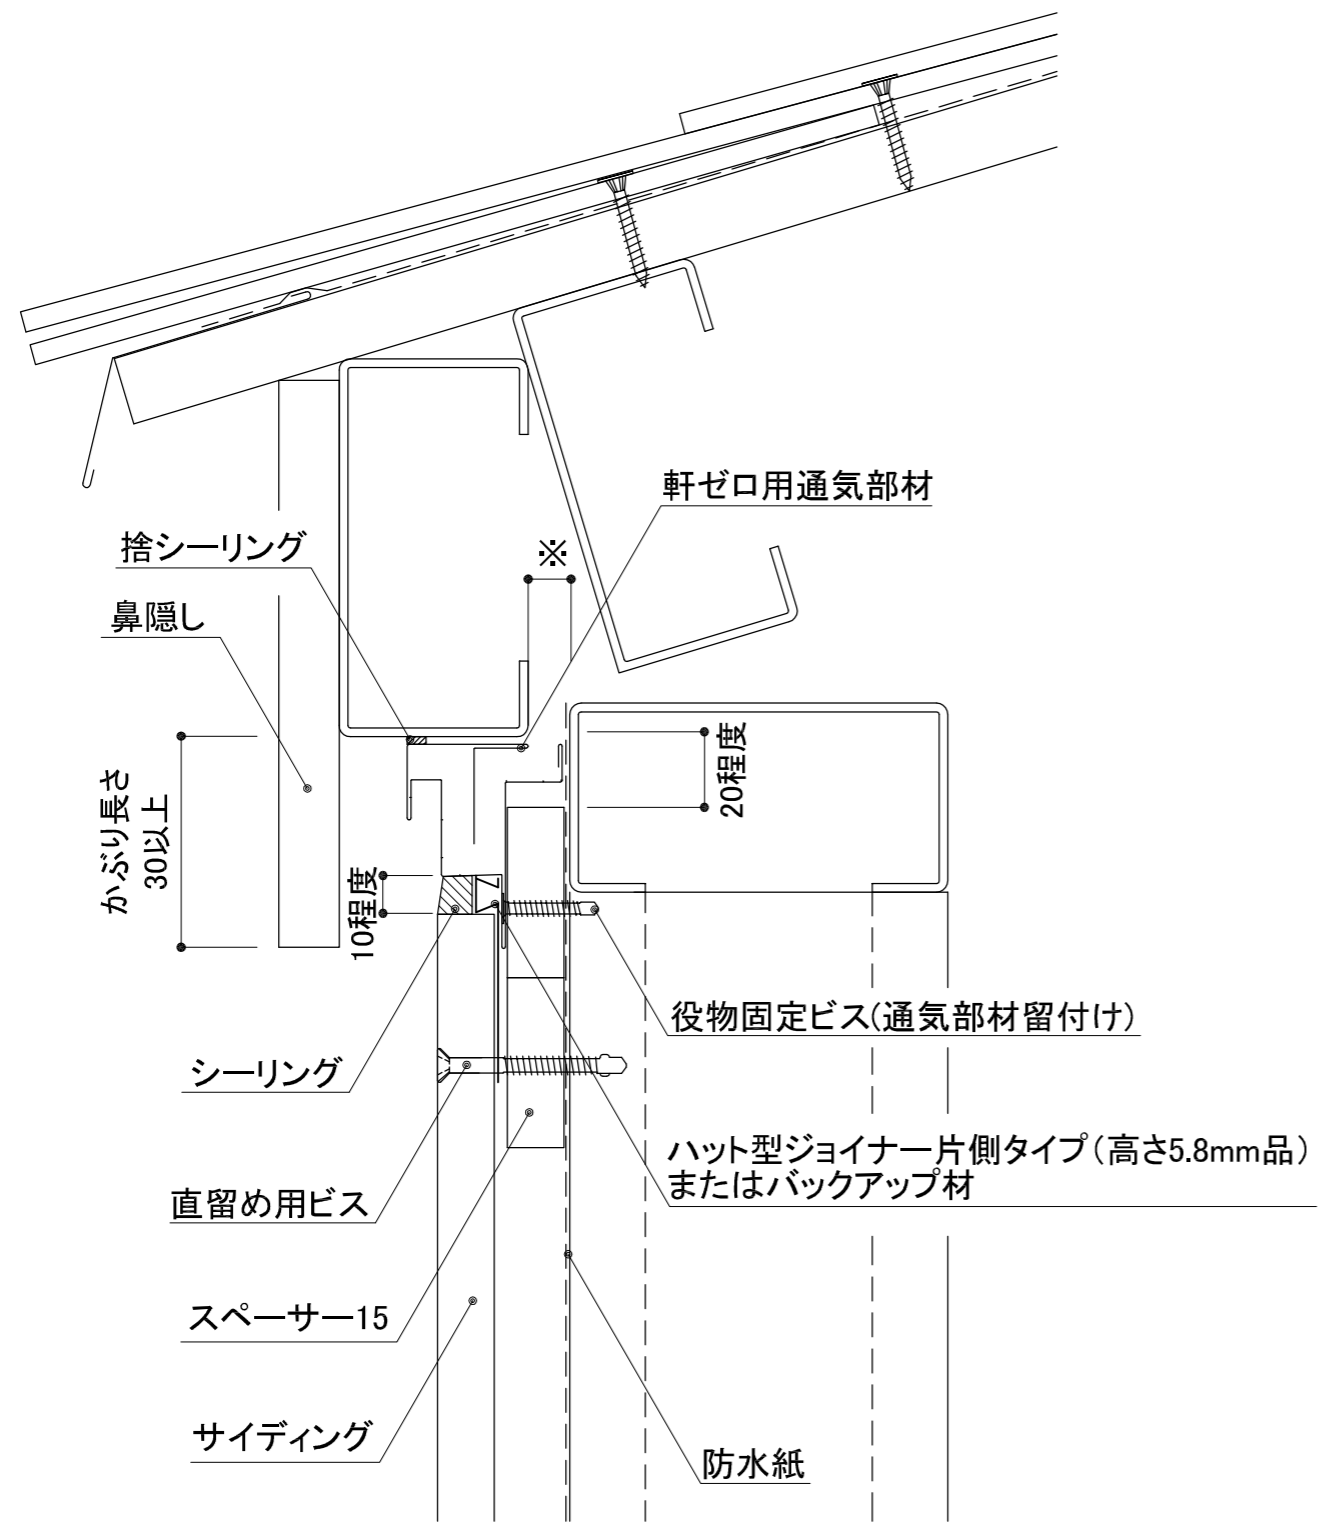 軒ゼロ用通気部材
捨シーリング
※
鼻隠し
かぶり長さ
30以上
20程度
10程度
役物固定ビス(通気部材留付け)
シーリング
ハット型ジョイナー片側タイプ(高さ5.8mm品)
またはバックアップ材
直留め用ビス
スペーサー15
サイディング
防水紙